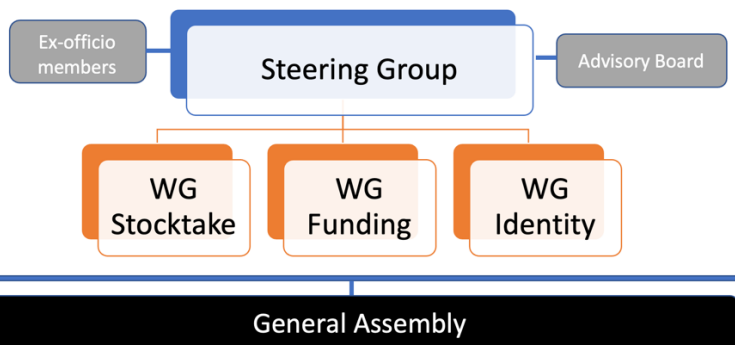 Ex-officio
members
Steering Group
Advisory Board
WG
Stocktake
WG
Funding
WG
Identity
General Assembly